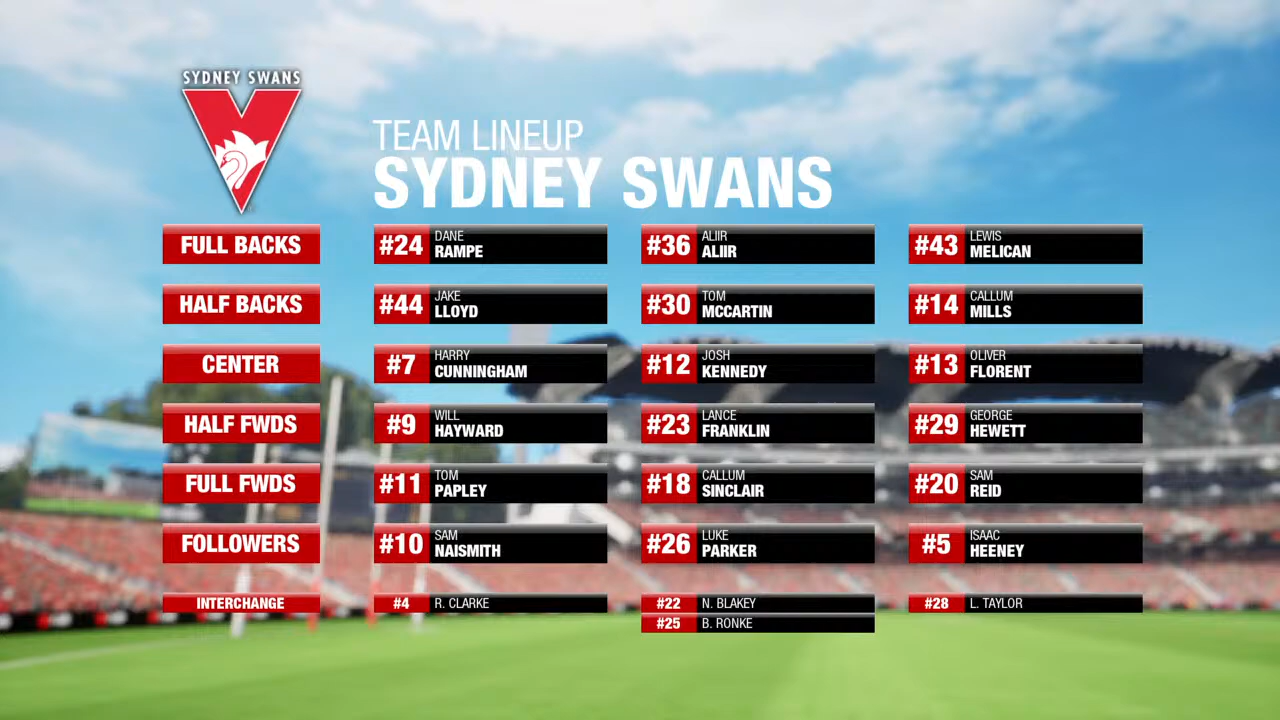 SYDNEY SWANS
TEAM LINEUP
SYDNEY SWANS
FULL BACKS #24 DANE RAMPE #36 ALIIR ALIIR #43 LEWIS MELICAN
HALF BACKS #44 JAKE LLOYD #30 TOM MCCARTIN #14 CALLUM MILLS
CENTER #7 HARRY CUNNINGHAM #12 JOSH KENNEDY #13 OLIVER FLORENT
HALF FWDS #9 WILL HAYWARD #23 LANCE FRANKLIN #29 GEORGE HEWETT
FULL FWDS #11 TOM PAPLEY #18 CALLUM SINCLAIR #20 SAM REID
FOLLOWERS #10 SAM NAISMITH #26 LUKE PARKER #5 ISAAC HEENEY
INTERCHANGE #4 R. CLARKE #22 N. BLAKEY #28 L. TAYLOR
#25 B. RONKE